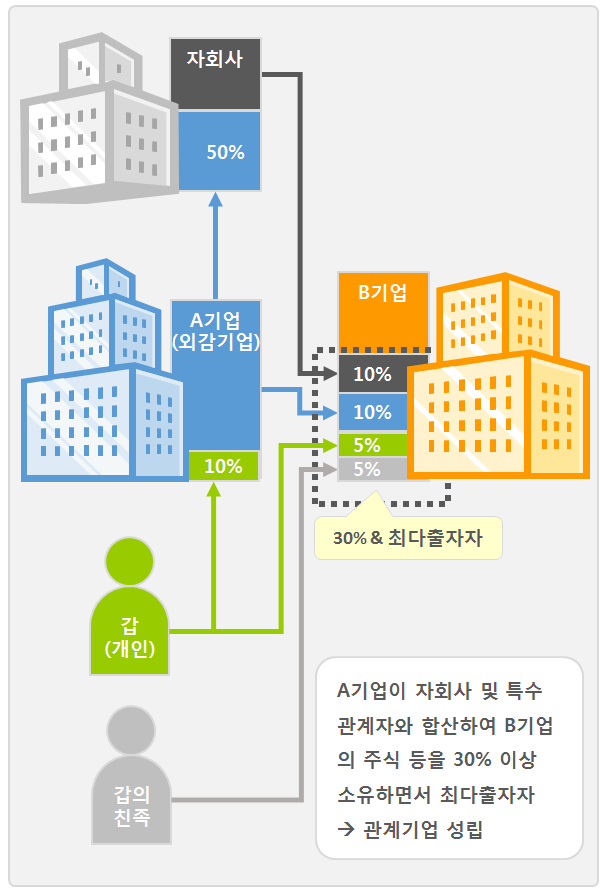 자회사
50%
A기업
(외감기업)
10%
B기업
10%
10%
5%
5%
30% & 최다출자자
갑
(개인)
갑의
친족
A기업이 자회사 및 특수
관계자와 합산하여 B기업
의 주식 등을 30% 이상
소유하면서 최다출자자
→ 관계기업 성립